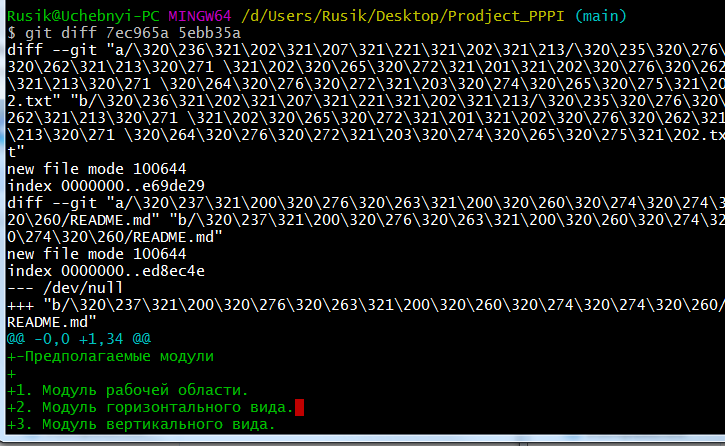 Rusik@Uchebnyi-PC MINGW64 /d/Users/Rusik/Desktop/Prodject_PPPI (main)
$ git diff 7ec965a 5ebb35a
diff --git "a/\320\236\321\202\321\207\321\221\321\202\321\213/\320\235\320\276\
320\262\321\213\320\271 \321\202\320\265\320\272\321\201\321\202\320\276\320\262
\321\213\320\271 \320\264\320\276\320\272\321\203\320\274\320\265\320\275\321\20
2.txt" "b/\320\236\321\202\321\207\321\221\321\202\321\213/\320\235\320\276\320\
262\321\213\320\271 \321\202\320\265\320\272\321\201\321\202\320\276\320\262\321
\213\320\271 \320\264\320\276\320\272\321\203\320\274\320\265\320\275\321\202.tx
t"
new file mode 100644
index 0000000..e69de29
diff --git "a/\320\237\321\200\320\276\320\263\321\200\320\260\320\274\320\274\3
20\260/README.md" "b/\320\237\321\200\320\276\320\263\321\200\320\260\320\274\32
0\274\320\260/README.md"
new file mode 100644
index 0000000..ed8ec4e
--- /dev/null
+++ "b/\320\237\321\200\320\276\320\263\321\200\320\260\320\274\320\274\320\260/
README.md"
@@ -0,0 +1,34 @@
+-Предполагаемые модули
+
+1. Модуль рабочей области.
+2. Модуль горизонтального вида.
+3. Модуль вертикального вида.